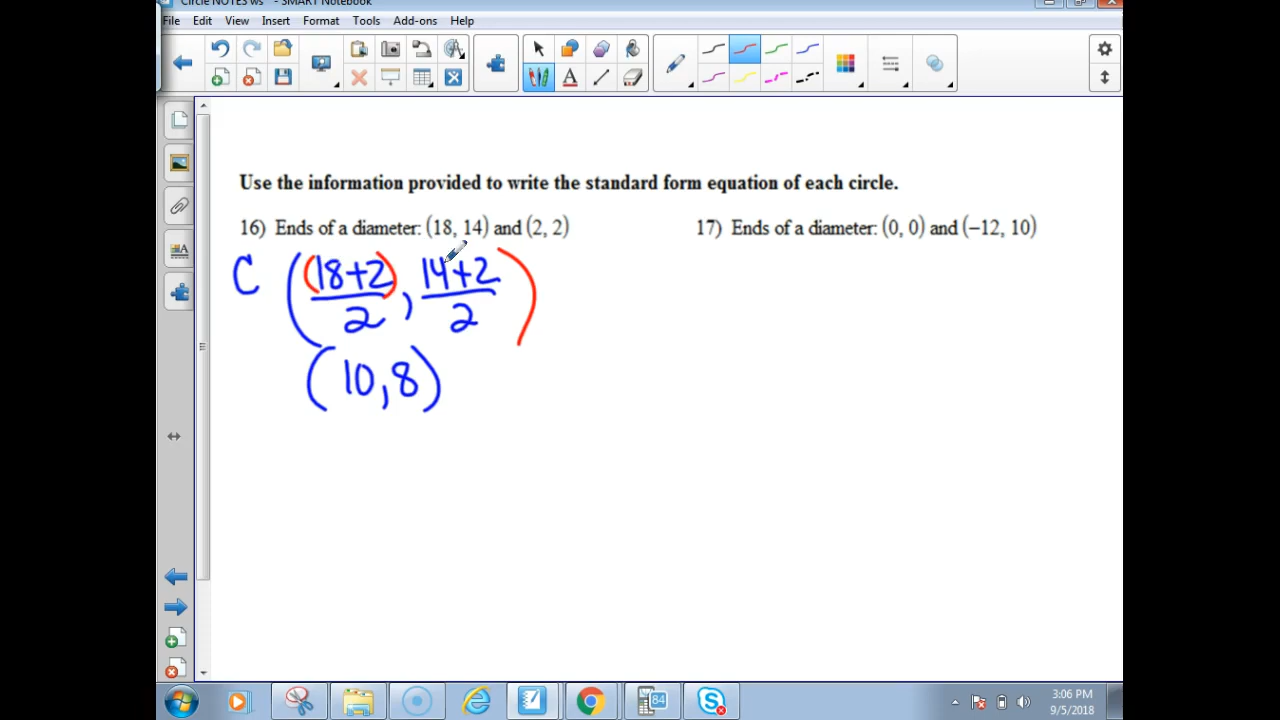 Circle NOTES ws * - SMART Notebook
File Edit View Insert Format Tools Add-ons Help
Use the information provided to write the standard form equation of each circle.
16) Ends of a diameter: (18, 14) and (2, 2)
17) Ends of a diameter: (0, 0) and (−12, 10)
C ( (18+2)/2 , 14+2/2 )
(10,8)
84
3:06 PM
9/5/2018